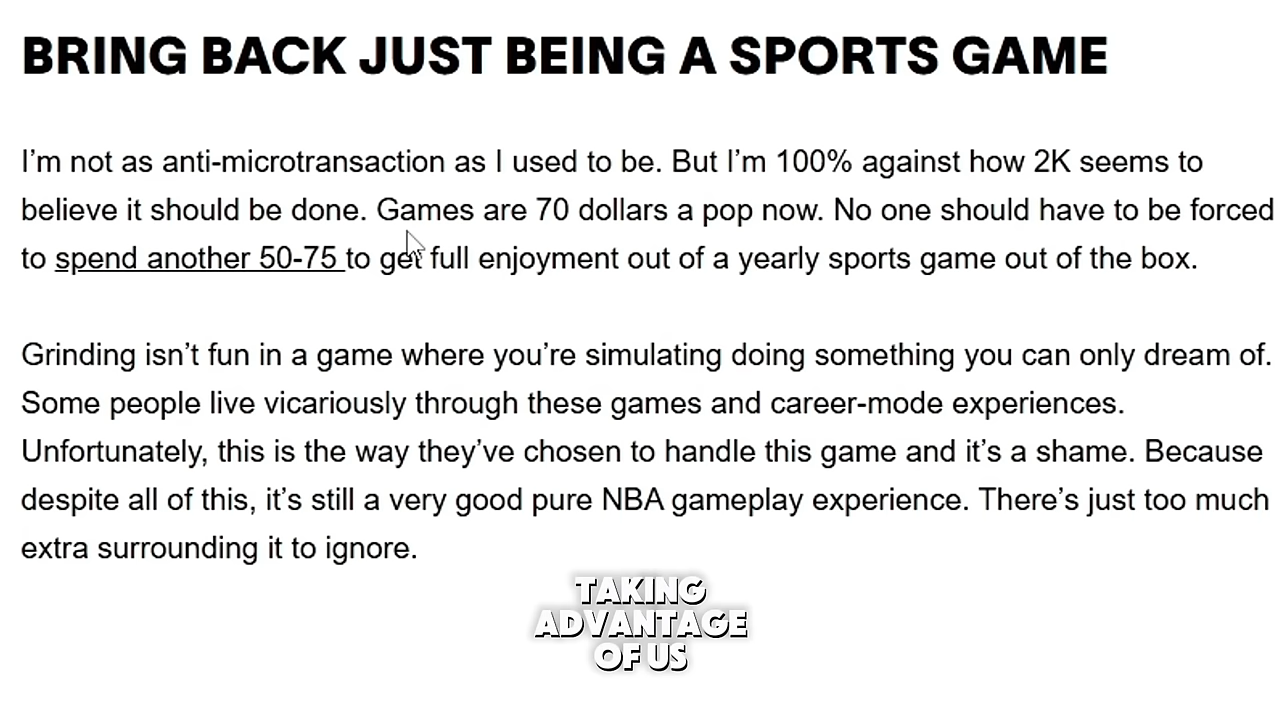 BRING BACK JUST BEING A SPORTS GAME
I’m not as anti-microtransaction as I used to be. But I’m 100% against how 2K seems to
believe it should be done. Games are 70 dollars a pop now. No one should have to be forced
to spend another 50-75 to get full enjoyment out of a yearly sports game out of the box.
Grinding isn’t fun in a game where you’re simulating doing something you can only dream of.
Some people live vicariously through these games and career-mode experiences.
Unfortunately, this is the way they’ve chosen to handle this game and it’s a shame. Because
despite all of this, it’s still a very good pure NBA gameplay experience. There’s just too much
extra surrounding it to ignore.
TAKING
ADVANTAGE
OF US